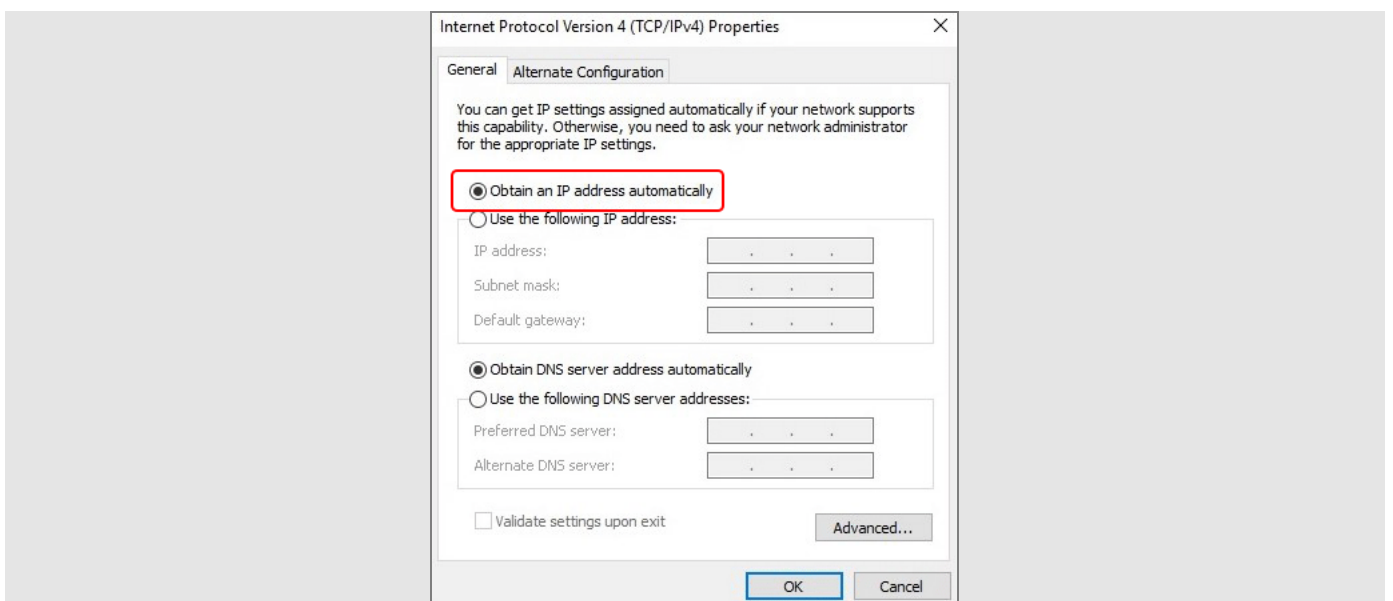 Internet Protocol Version 4 (TCP/IPv4) Properties
General
Alternate Configuration
You can get IP settings assigned automatically if your network supports
this capability. Otherwise, you need to ask your network administrator
for the appropriate IP settings.
Obtain an IP address automatically
Use the following IP address:
IP address:
Subnet mask:
Default gateway:
Obtain DNS server address automatically
Use the following DNS server addresses:
Preferred DNS server:
Alternate DNS server:
Validate settings upon exit
Advanced...
OK
Cancel